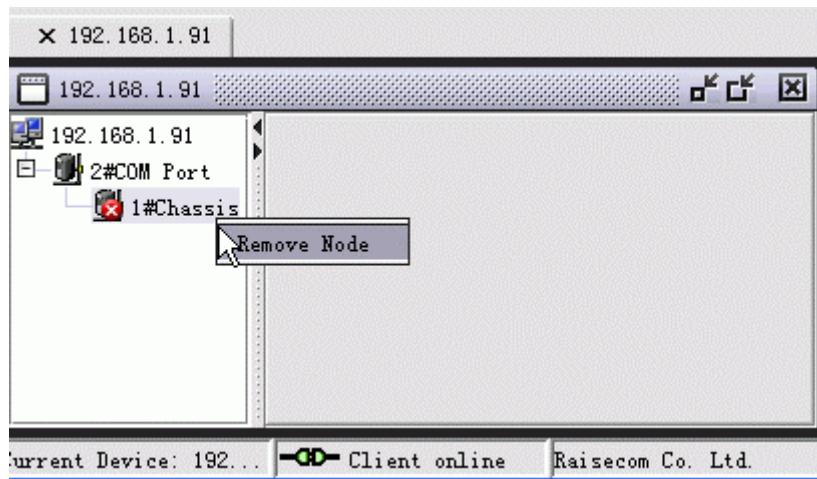 192.168.1.91
192.168.1.91
192.168.1.91
2#COM Port
1#Chassis
Remove Node
urrent Device: 192... Client online Raisecom Co. Ltd.